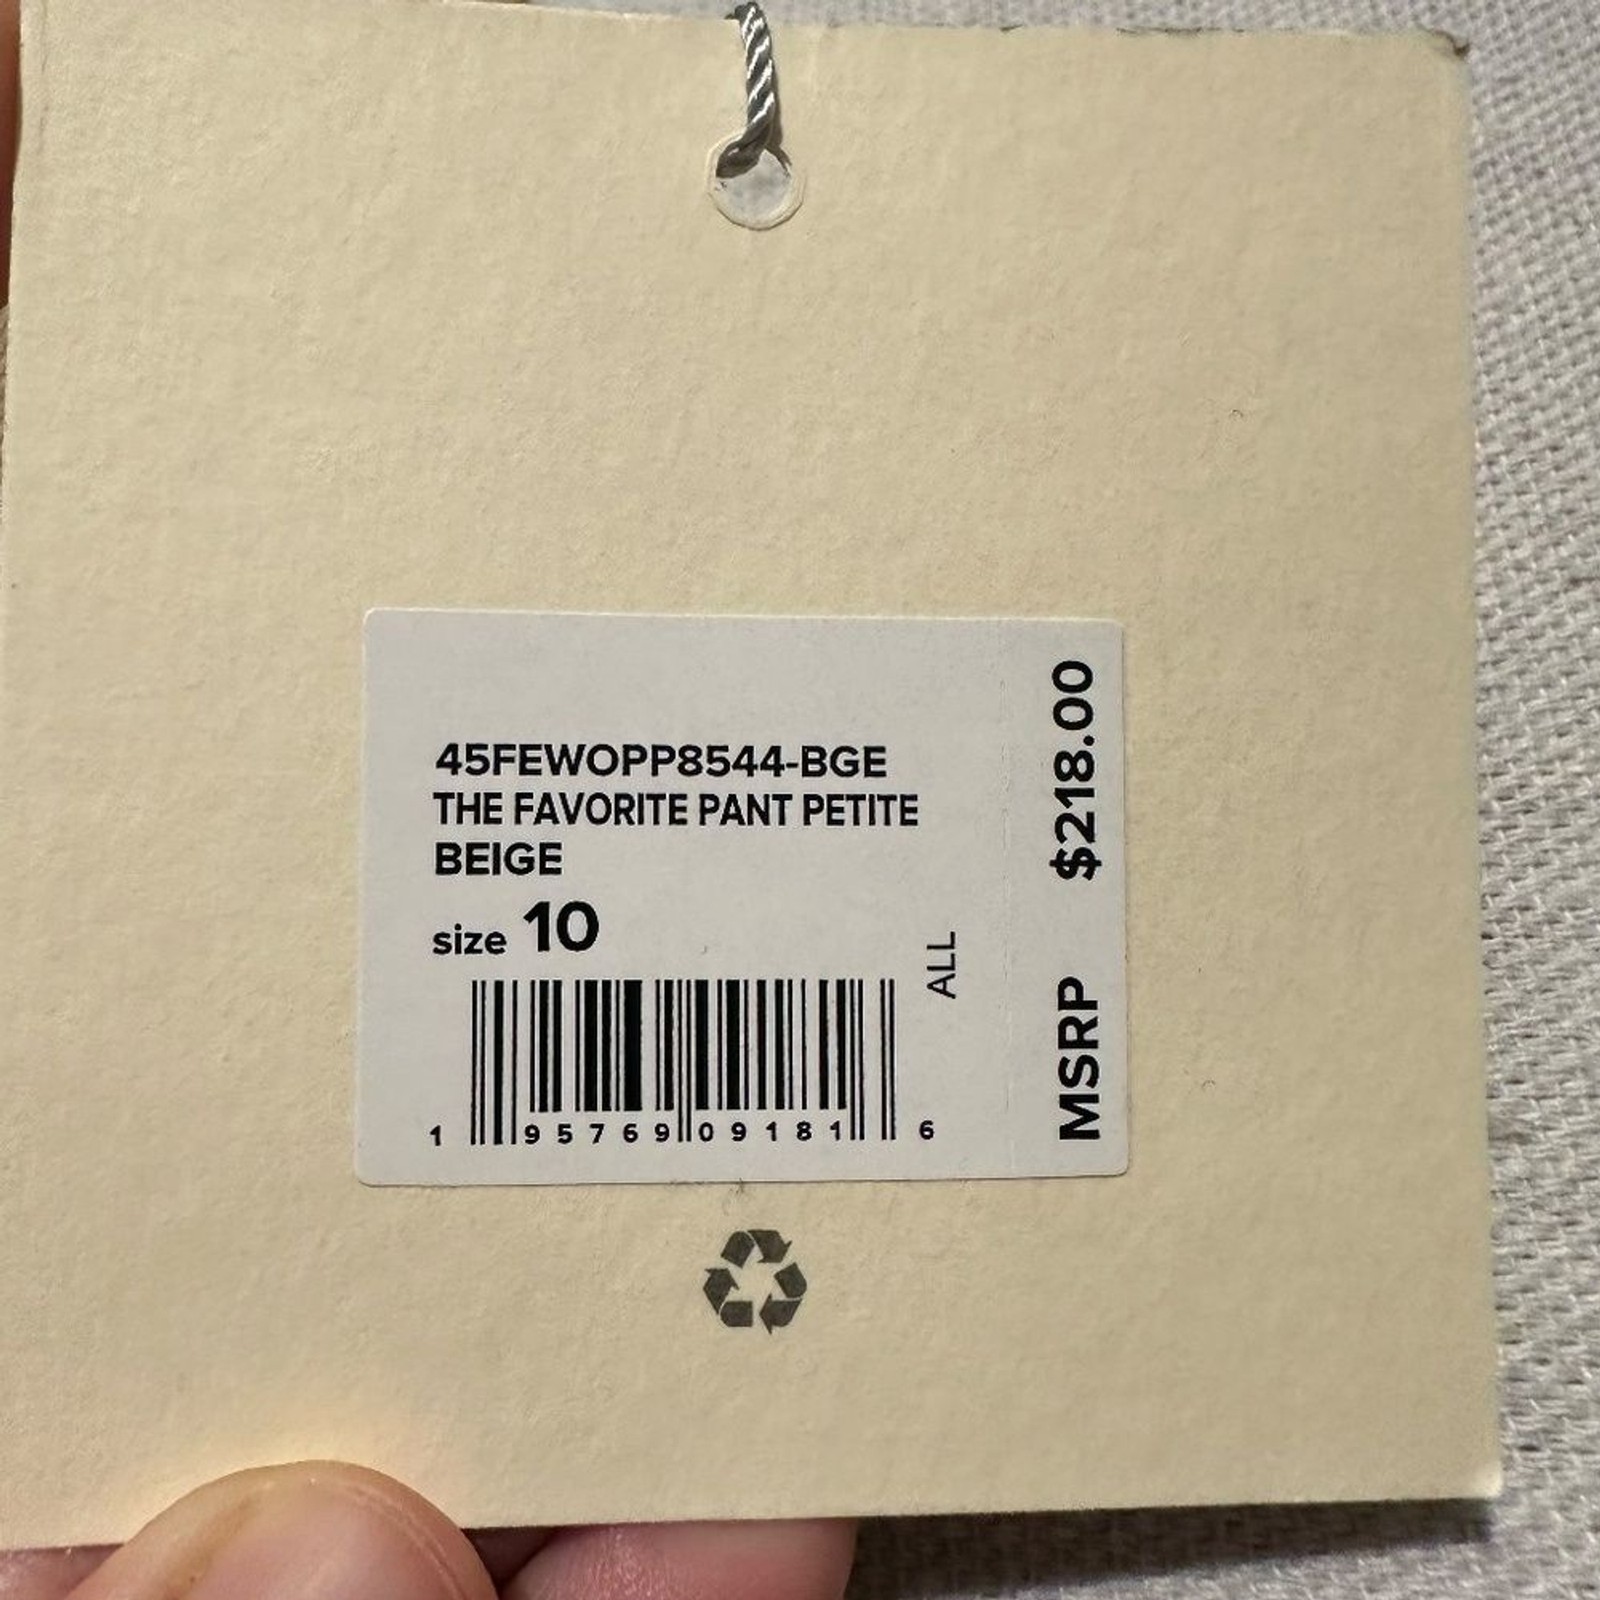 45FEWOPP8544-BGE
THE FAVORITE PANT PETITE
BEIGE
size 10
ALL
1 95769 09181 6
MSRP $218.00